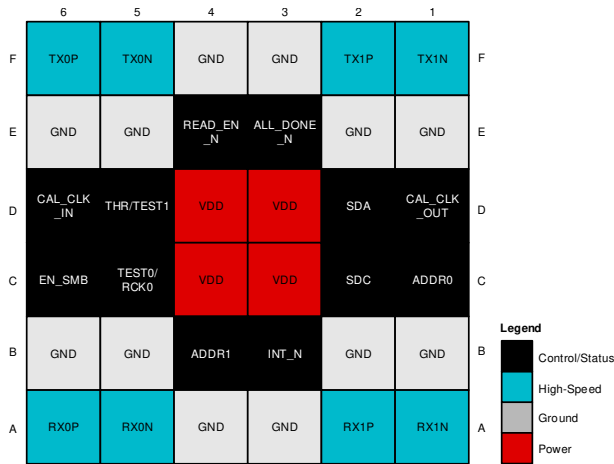 6 5 4 3 2 1
F TX0P TX0N GND GND TX1P TX1N F
E GND GND READ_EN ALL_DONE GND GND E
_N _N
D CAL_CLK THR/TEST1 VDD VDD SDA CAL_CLK D
_IN _OUT
C EN_SMB TEST0/ VDD VDD SDC ADDR0 C
RCK0
B GND GND ADDR1 INT_N GND GND B
A RX0P RX0N GND GND RX1P RX1N A
Legend
Control/Status
High-Speed
Ground
Power